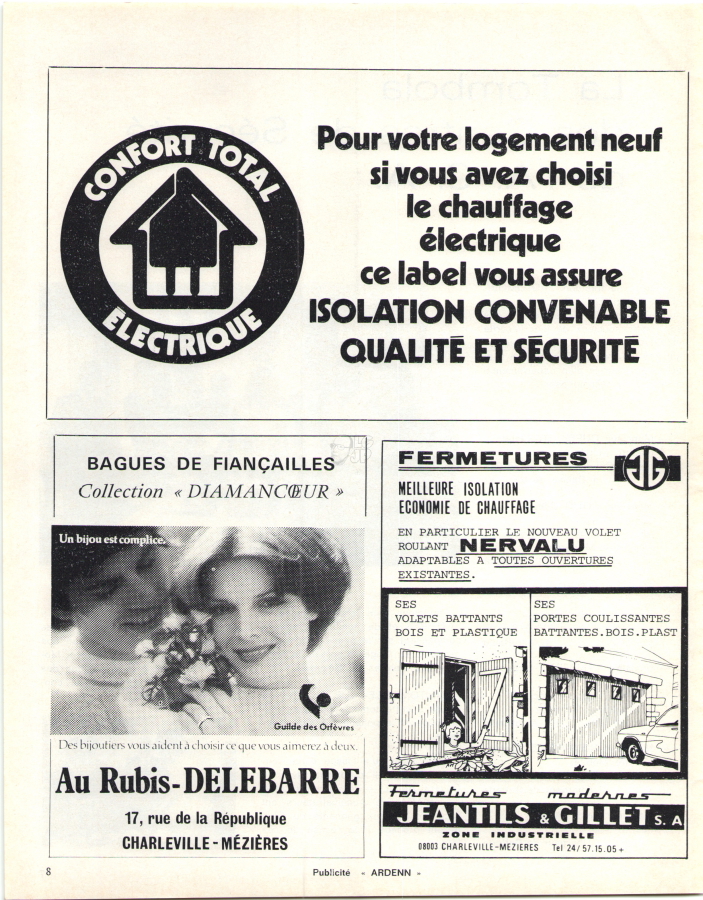 CONFORT TOTAL
ÉLECTRIQUE
Pour votre logement neuf
si vous avez choisi
le chauffage
électrique
ce label vous assure
ISOLATION CONVENABLE
QUALITÉ ET SÉCURITÉ
BAGUES DE FIANÇAILLES
Collection « DIAMANCŒUR »
Un bijou est complice.
Guilde des Orfèvres
Des bijoutiers vous aident à choisir ce que vous aimerez à deux.
Au Rubis-DELEBARRE
17, rue de la République
CHARLEVILLE - MÉZIÈRES
FERMETURES
JG
MEILLEURE ISOLATION
ECONOMIE DE CHAUFFAGE
EN PARTICULIER LE NOUVEAU VOLET
ROULANT NERVALU
ADAPTABLES A TOUTES OUVERTURES
EXISTANTES.
SES
VOLETS BATTANTS
BOIS ET PLASTIQUE
SES
PORTES COULISSANTES
BATTANTES.BOIS.PLAST
Fermetures modernes
JEANTILS & GILLET S. A
ZONE INDUSTRIELLE
08003 CHARLEVILLE-MEZIERES Tel 24/57.15.05+
8
Publicité « ARDENN »